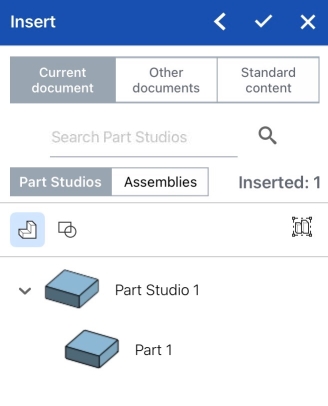 Insert
Current
document
Other
documents
Standard
content
Search Part Studios
Part Studios Assemblies Inserted: 1
Part Studio 1
Part 1